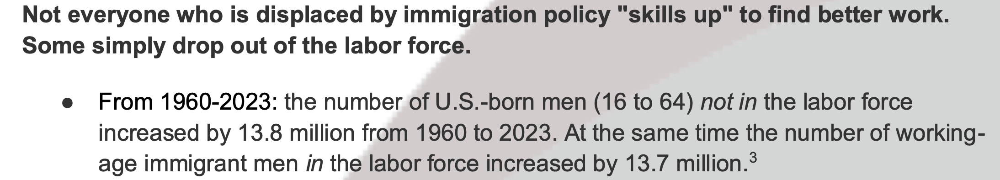 Not everyone who is displaced by immigration policy "skills up" to find better work.
Some simply drop out of the labor force.
● From 1960-2023: the number of U.S.-born men (16 to 64) not in the labor force
increased by 13.8 million from 1960 to 2023. At the same time the number of working-
age immigrant men in the labor force increased by 13.7 million.³